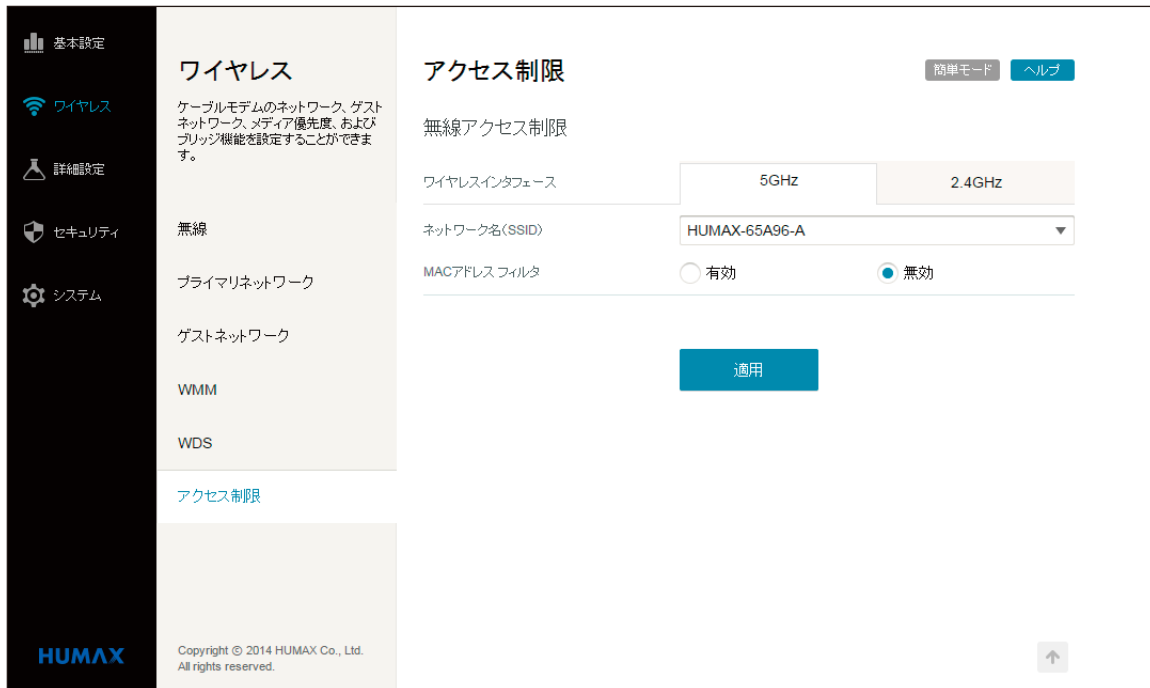 基本設定
ワイヤレス
詳細設定
セキュリティ
システム
HUMAX
ワイヤレス
ケーブルモデムのネットワーク、ゲスト
ネットワーク、メディア優先度、および
ブリッジ機能を設定することができま
す。
無線
プライマリネットワーク
ゲストネットワーク
WMM
WDS
アクセス制限
Copyright © 2014 HUMAX Co., Ltd.
All rights reserved.
アクセス制限
簡単モード ヘルプ
無線アクセス制限
ワイヤレスインタフェース 5GHz 2.4GHz
ネットワーク名(SSID) HUMAX-65A96-A
MACアドレス フィルタ 有効 無効
適用